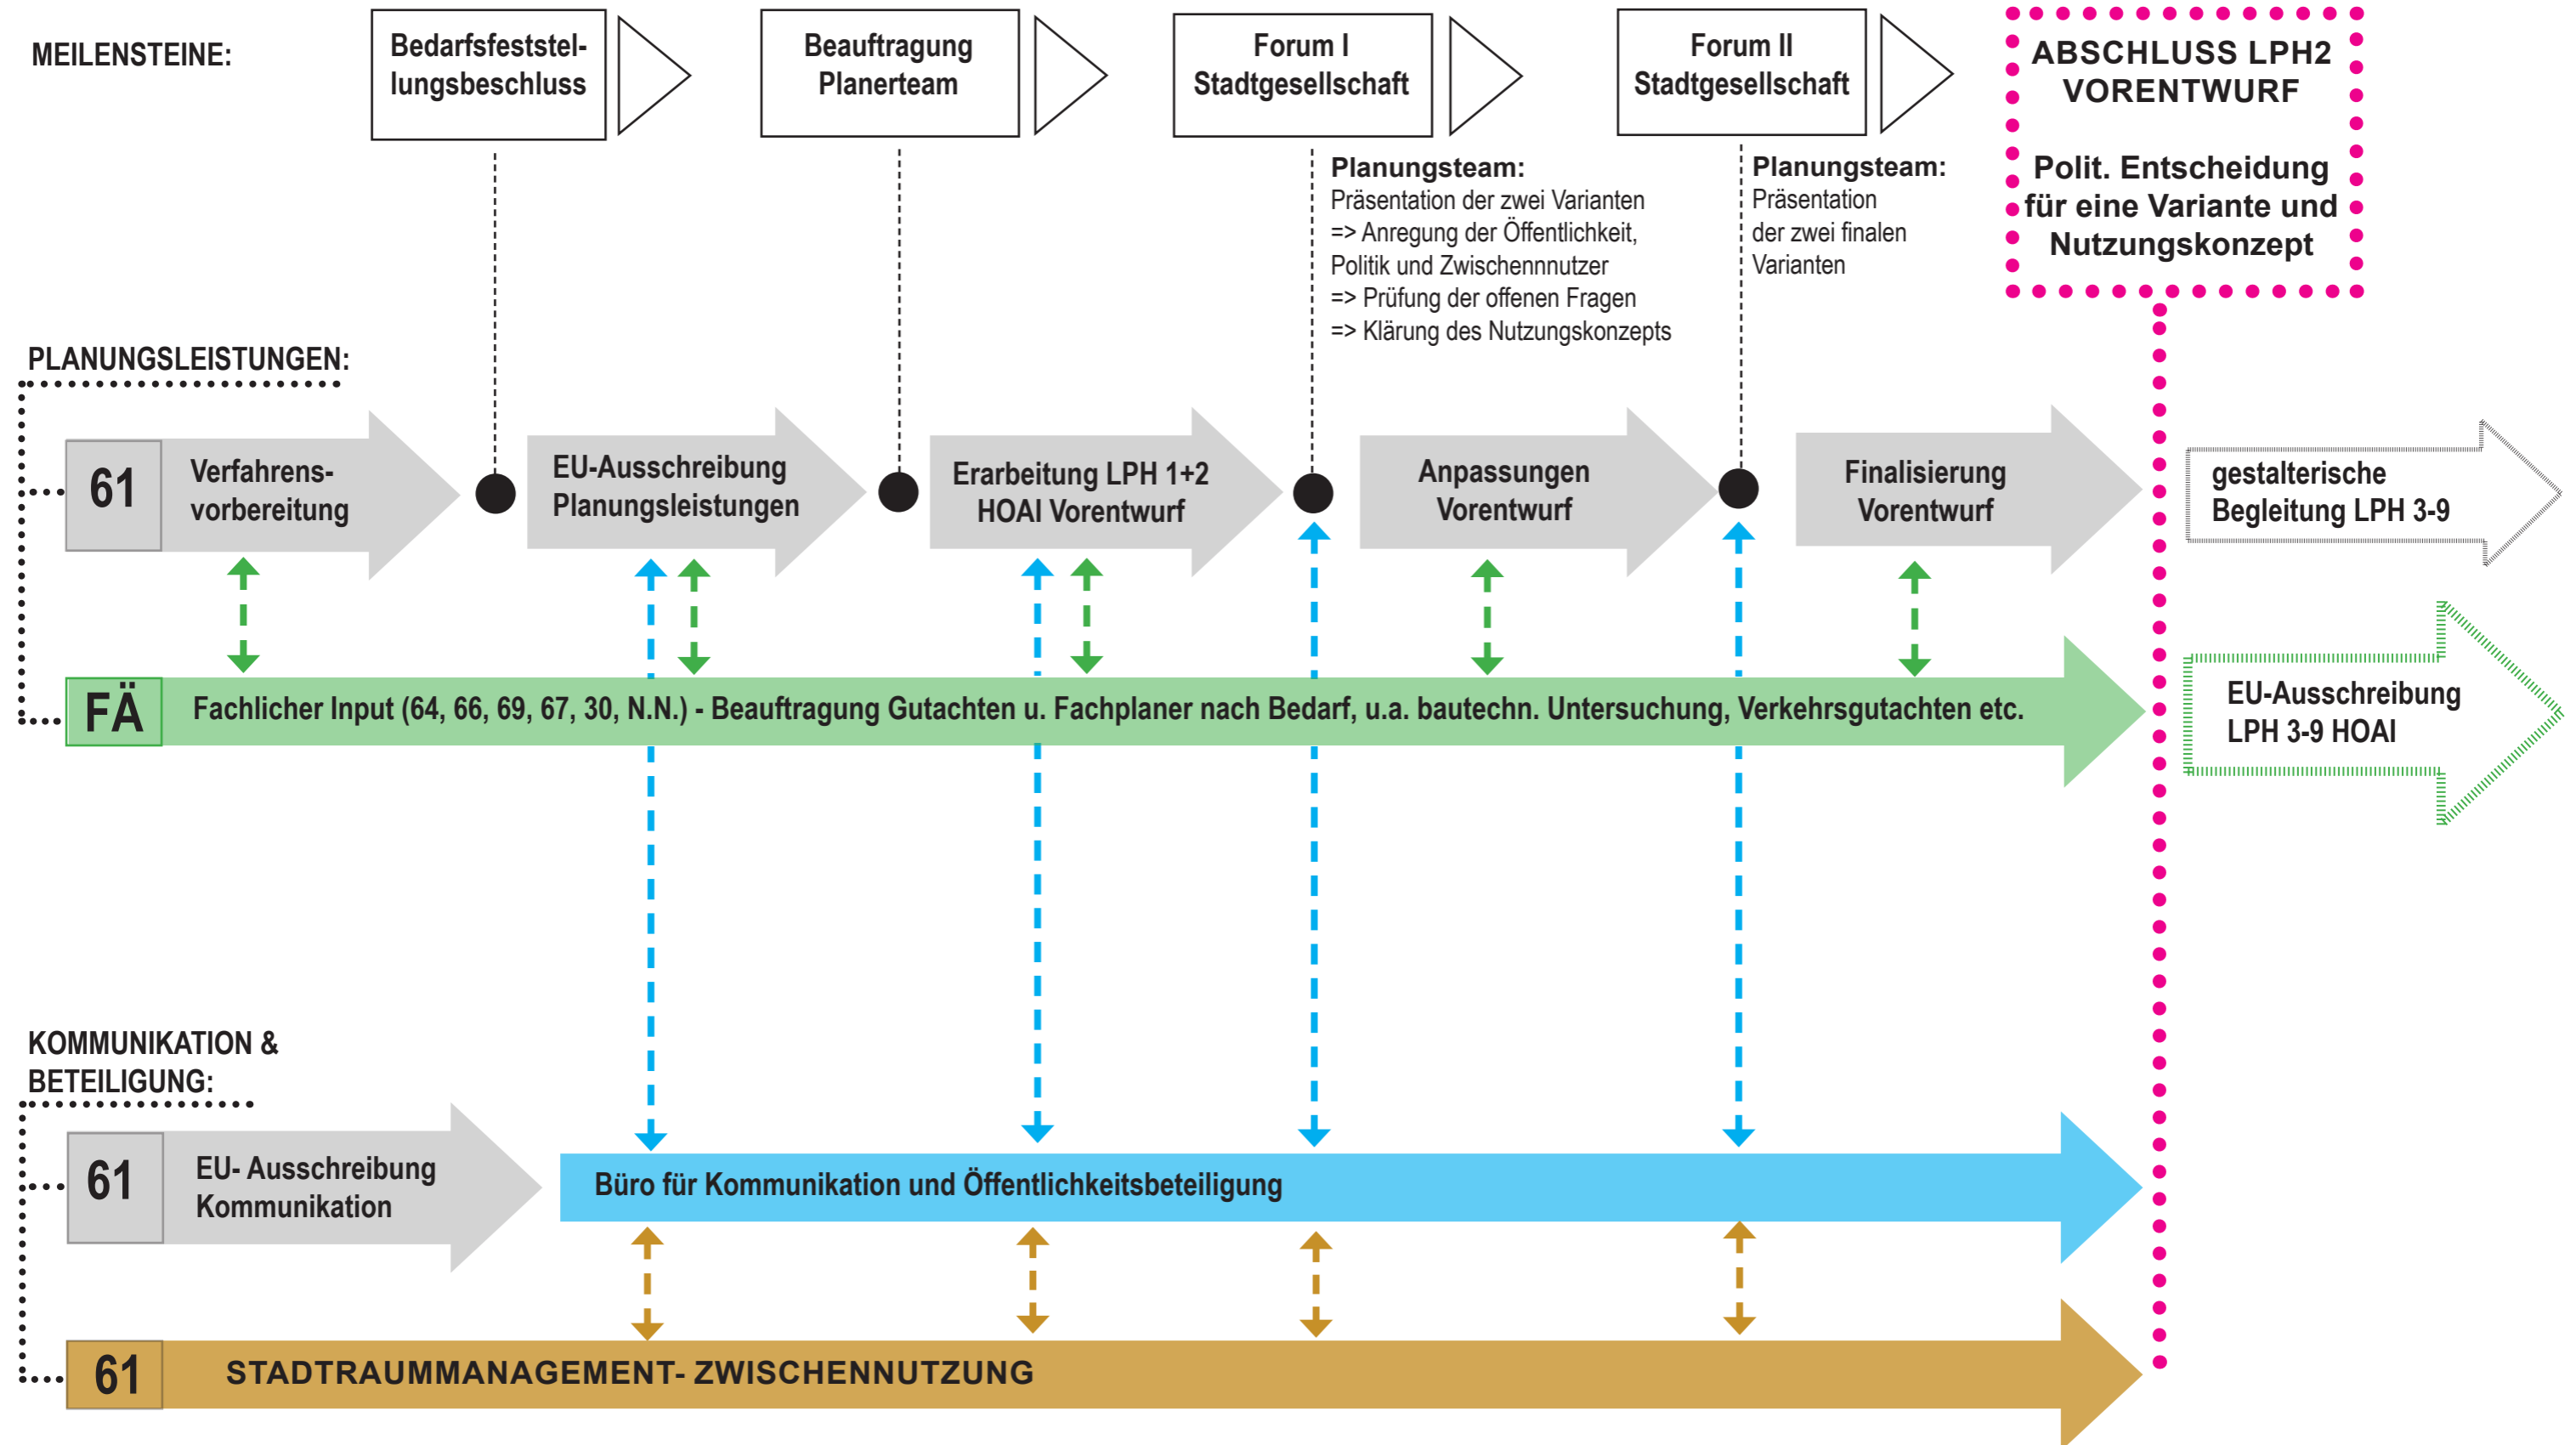 MEILENSTEINE:
Bedarfsfeststel-
lungsbeschluss
Beauftragung
Planerteam
Forum I
Stadtgesellschaft
Forum II
Stadtgesellschaft
ABSCHLUSS LPH2
VORENTWURF
Polit. Entscheidung
für eine Variante und
Nutzungskonzept
Planungsteam:
Präsentation der zwei Varianten
=> Anregung der Öffentlichkeit,
Politik und Zwischennnutzer
=> Prüfung der offenen Fragen
=> Klärung des Nutzungskonzepts
Planungsteam:
Präsentation
der zwei finalen
Varianten
PLANUNGSLEISTUNGEN:
61
Verfahrens-
vorbereitung
EU-Ausschreibung
Planungsleistungen
Erarbeitung LPH 1+2
HOAI Vorentwurf
Anpassungen
Vorentwurf
Finalisierung
Vorentwurf
gestalterische
Begleitung LPH 3-9
FÄ
Fachlicher Input (64, 66, 69, 67, 30, N.N.) - Beauftragung Gutachten u. Fachplaner nach Bedarf, u.a. bautechn. Untersuchung, Verkehrsgutachten etc.
EU-Ausschreibung
LPH 3-9 HOAI
KOMMUNIKATION &
BETEILIGUNG:
61
EU- Ausschreibung
Kommunikation
Büro für Kommunikation und Öffentlichkeitsbeteiligung
61
STADTRAUMMANAGEMENT- ZWISCHENNUTZUNG